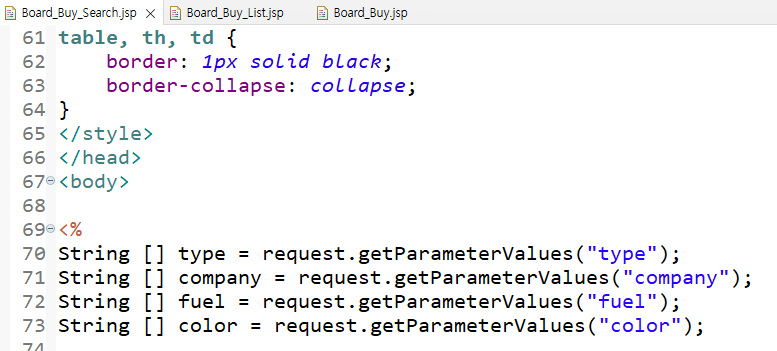 Board_Buy_Search.jsp Board_Buy_List.jsp Board_Buy.jsp
61 table, th, td {
62     border: 1px solid black;
63     border-collapse: collapse;
64 }
65 </style>
66 </head>
67 <body>
68
69 <%
70 String [] type = request.getParameterValues("type");
71 String [] company = request.getParameterValues("company");
72 String [] fuel = request.getParameterValues("fuel");
73 String [] color = request.getParameterValues("color");
74